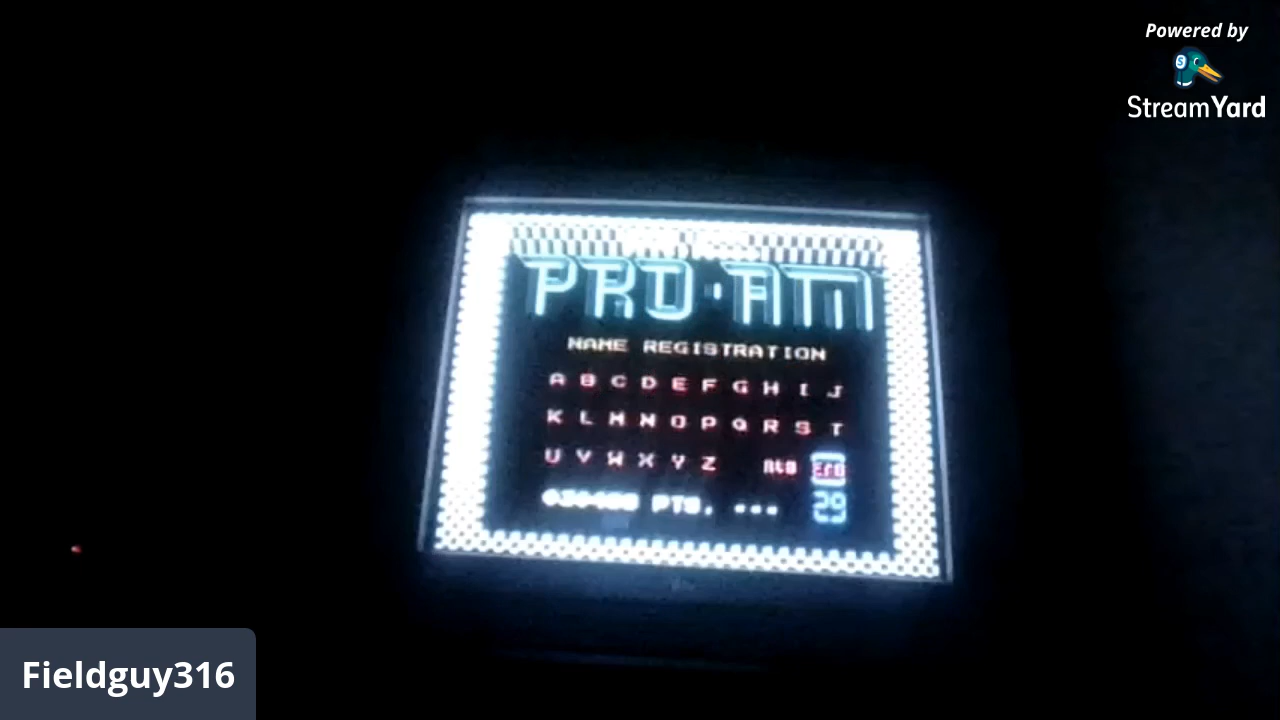 Powered by
StreamYard
PRO-AM
NAME REGISTRATION
A B C D E F G H I J
K L M N O P Q R S T
U V W X Y Z
29
PTS. ---
Fieldguy316